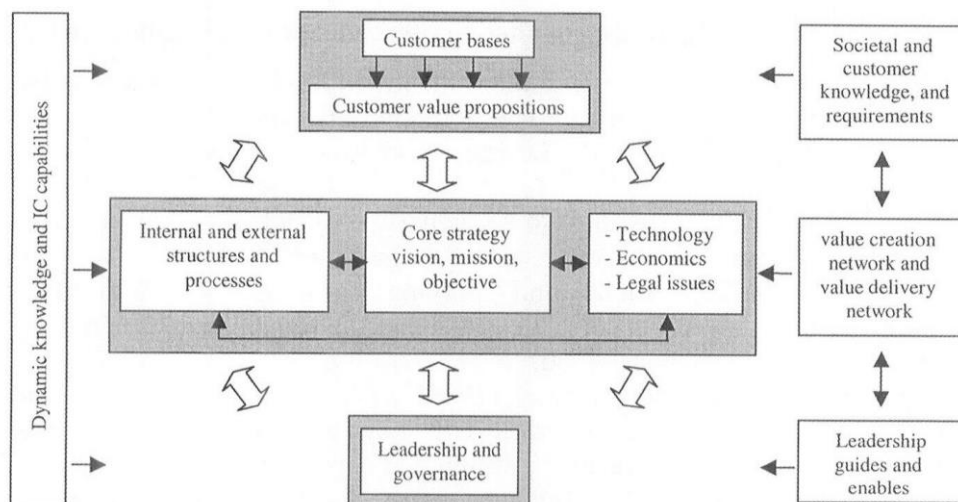 Dynamic knowledge and IC capabilities
Customer bases
Customer value propositions
Societal and
customer
knowledge, and
requirements
Internal and external
structures and
processes
Core strategy
vision, mission,
objective
- Technology
- Economics
- Legal issues
value creation
network and
value delivery
network
Leadership and
governance
Leadership
guides and
enables